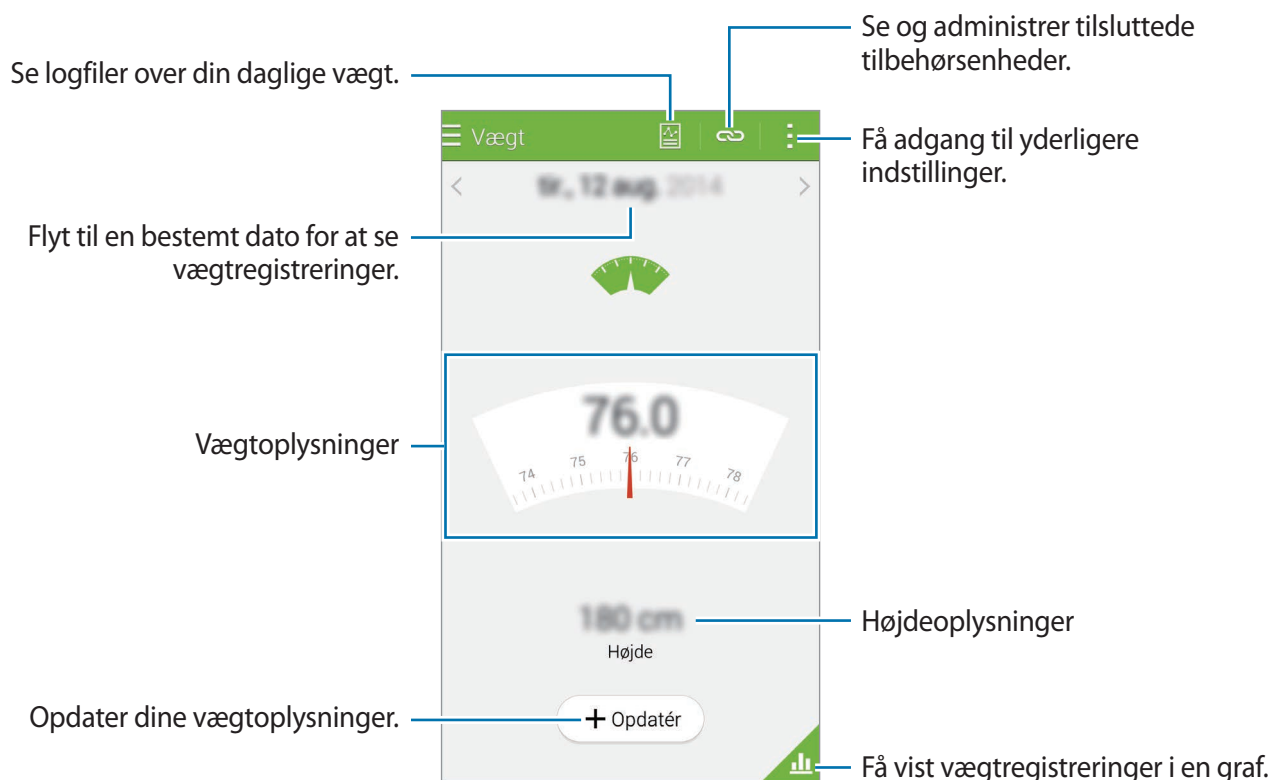 Se og administrer tilsluttede
tilbehørsenheder.
Se logfiler over din daglige vægt.
Vægt
Få adgang til yderligere
indstillinger.
tir., 12 aug. 2014
Flyt til en bestemt dato for at se
vægtregistreringer.
76.0
74 75 76 77 78
Vægtoplysninger
180 cm
Højde
Højdeoplysninger
Opdater dine vægtoplysninger.
+ Opdatér
Få vist vægtregistreringer i en graf.